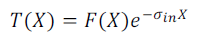 T(X) = F(X)e^{-σ_{in}X}